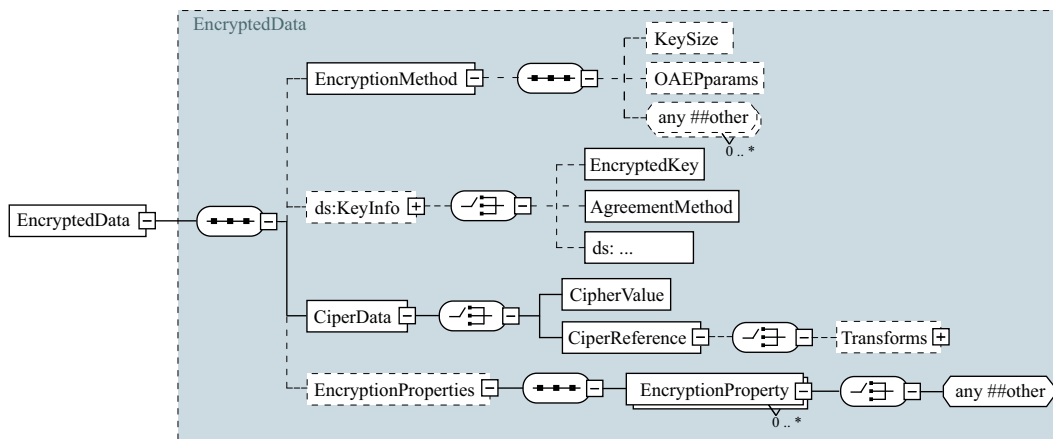 EncryptedData
KeySize
EncryptionMethod
OAEPparams
any ##other
0 .. *
EncryptedKey
ds:KeyInfo
AgreementMethod
EncryptedData
ds: ...
CipherValue
CiperData
CiperReference
Transforms
EncryptionProperties
EncryptionProperty
any ##other
0 .. *